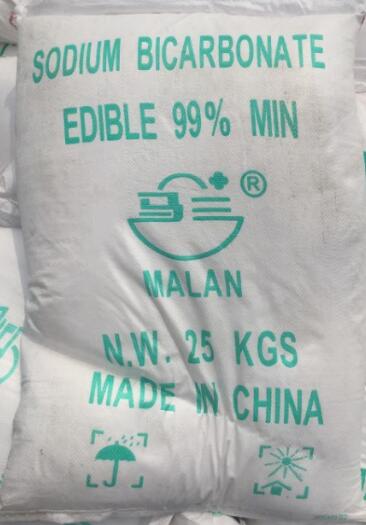 SODIUM BICARBONATE
EDIBLE 99% MIN
®
MALAN
N.W. 25 KGS
MADE IN CHINA